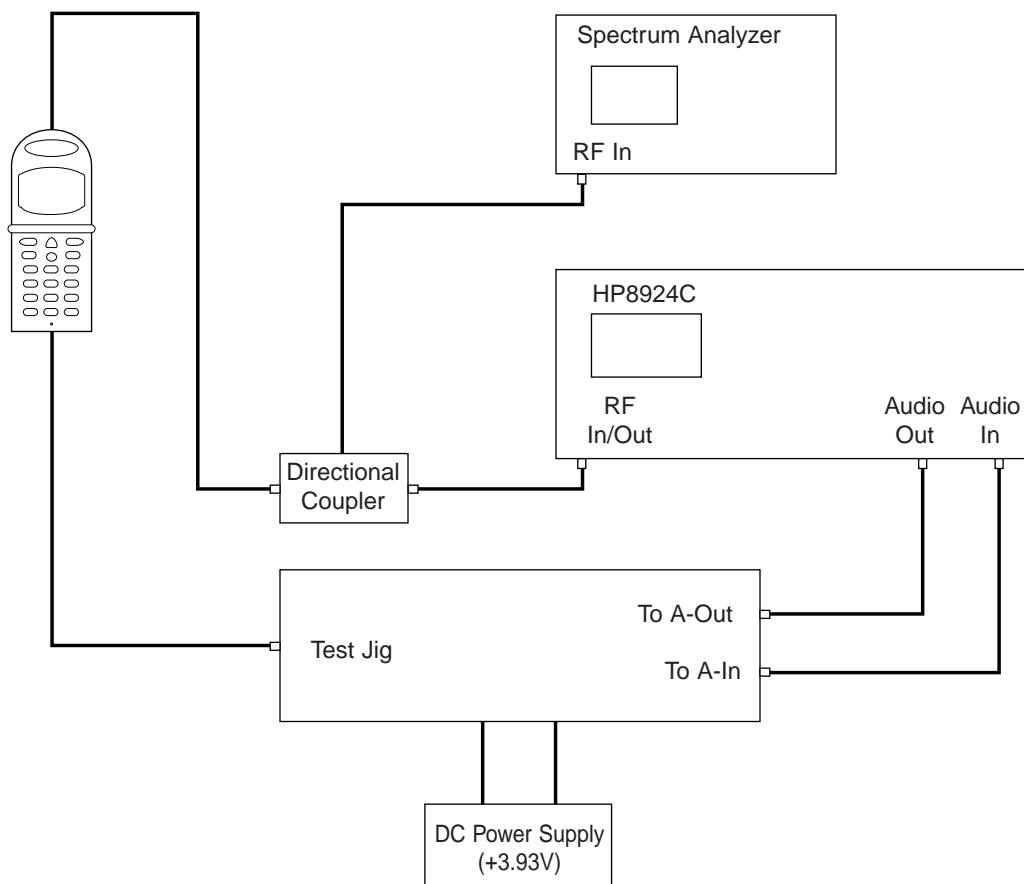 Spectrum Analyzer
RF In
HP8924C
RF
In/Out
Audio
Out
Audio
In
Directional
Coupler
Test Jig
To A-Out
To A-In
DC Power Supply
(+3.93V)